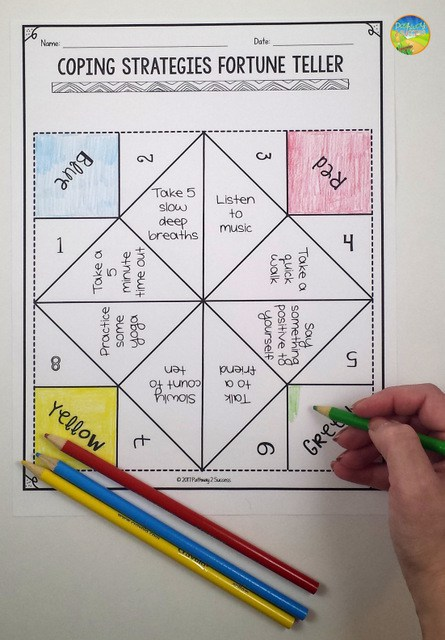 Name: Date:
COPING STRATEGIES FORTUNE TELLER
Blue
2
3
Red
Take 5
slow
deep
breaths
Listen
to
music
1
Take a
5
minute
time out
Take a
quick
walk
4
8
Practice
some
yoga
Say
something
positive to
yourself
5
Yellow
7
Slowly
count to
ten
Talk
to a
friend
6
Green
© 2017 Pathway 2 Success